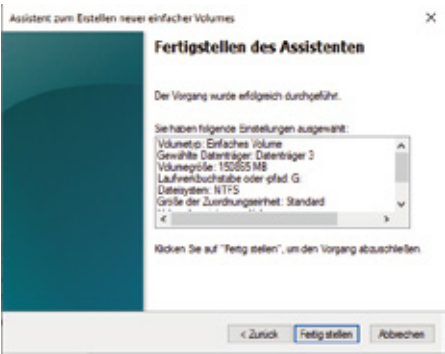 Assistent zum Erstellen neuer einfacher Volumes
Fertigstellen des Assistenten
Der Vorgang wurde erfolgreich durchgeführt.
Sie haben folgende Einstellungen ausgewählt:
Volumetyp: Einfaches Volume
Gewählte Datenträger: Datenträger 3
Volumegröße: 150865 MB
Laufwerkbuchstabe oder -pfad: G:
Dateisystem: NTFS
Größe der Zuordnungseinheit: Standard
Klicken Sie auf "Fertig stellen", um den Vorgang abzuschließen.
< Zurück Fertig stellen Abbrechen